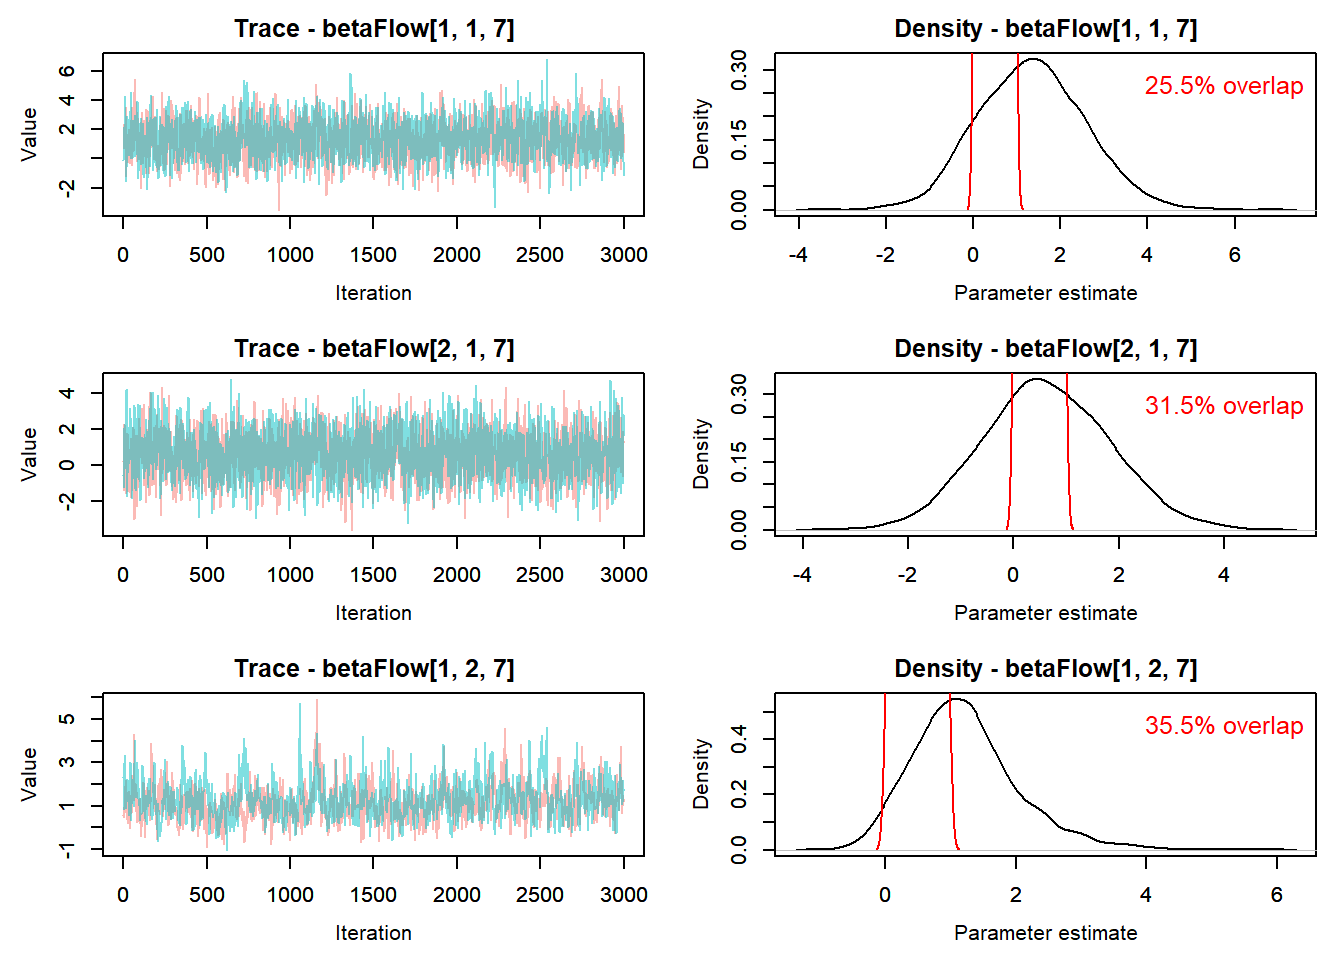 Trace - betaFlow[1, 1, 7]
Value
-2 2 4 6
0 500 1000 1500 2000 2500 3000
Iteration
Density - betaFlow[1, 1, 7]
25.5% overlap
Density
0.00 0.15 0.30
-4 -2 0 2 4 6
Parameter estimate
Trace - betaFlow[2, 1, 7]
Value
-2 0 2 4
0 500 1000 1500 2000 2500 3000
Iteration
Density - betaFlow[2, 1, 7]
31.5% overlap
Density
0.00 0.15 0.30
-4 -2 0 2 4
Parameter estimate
Trace - betaFlow[1, 2, 7]
Value
-1 1 3 5
0 500 1000 1500 2000 2500 3000
Iteration
Density - betaFlow[1, 2, 7]
35.5% overlap
Density
0.0 0.2 0.4
0 2 4 6
Parameter estimate